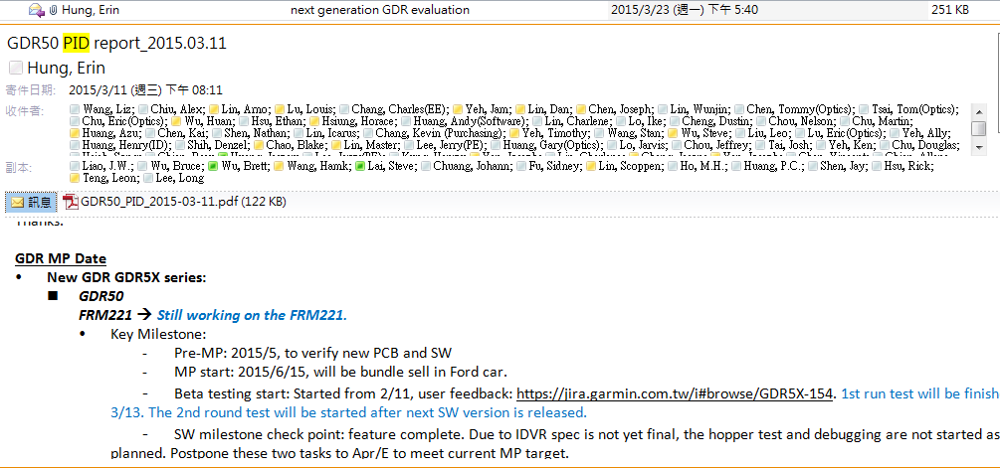 Hung, Erin next generation GDR evaluation 2015/3/23 (週一) 下午 5:40 251 KB
GDR50 PID report_2015.03.11
Hung, Erin
寄件日期: 2015/3/11 (週三) 下午 08:11
收件者: Wang, Liz; Chiu, Alex; Lin, Arno; Lu, Louis; Chang, Charles(EE); Yeh, Jam; Lin, Dan; Chen, Joseph; Lin, Wunjin; Chen, Tommy(Optics); Tsai, Tom(Optics);
Chu, Eric(Optics); Wu, Huan; Hsu, Ethan; Hsiung, Horace; Huang, Andy(Software); Lin, Charlene; Lo, Ike; Cheng, Dustin; Chou, Nelson; Chu, Martin;
Huang, Azu; Chen, Kai; Shen, Nathan; Lin, Icarus; Chang, Kevin (Purchasing); Yeh, Timothy; Wang, Stan; Wu, Steve; Liu, Leo; Lu, Eric(Optics); Yeh, Ally;
Huang, Henry(ID); Shih, Denzel; Chao, Blake; Lin, Master; Lee, Jerry(PE); Huang, Gary(Optics); Lo, Jarvis; Chou, Jeffrey; Tai, Josh; Yeh, Ken; Chu, Douglas;
副本: Liao, J.W.; Wu, Bruce; Wu, Brett; Wang, Hamk; Lai, Steve; Chuang, Johann; Fu, Sidney; Lin, Scoppen; Ho, M.H.; Huang, P.C.; Shen, Jay; Hsu, Rick;
Teng, Leon; Lee, Long
訊息 GDR50_PID_2015-03-11.pdf (122 KB)
Thanks.
GDR MP Date
• New GDR GDR5X series:
■ GDR50
FRM221 → Still working on the FRM221.
• Key Milestone:
- Pre-MP: 2015/5, to verify new PCB and SW
- MP start: 2015/6/15, will be bundle sell in Ford car.
- Beta testing start: Started from 2/11, user feedback: https://jira.garmin.com.tw/i#browse/GDR5X-154. 1st run test will be finish
3/13. The 2nd round test will be started after next SW version is released.
- SW milestone check point: feature complete. Due to IDVR spec is not yet final, the hopper test and debugging are not started as
planned. Postpone these two tasks to Apr/E to meet current MP target.